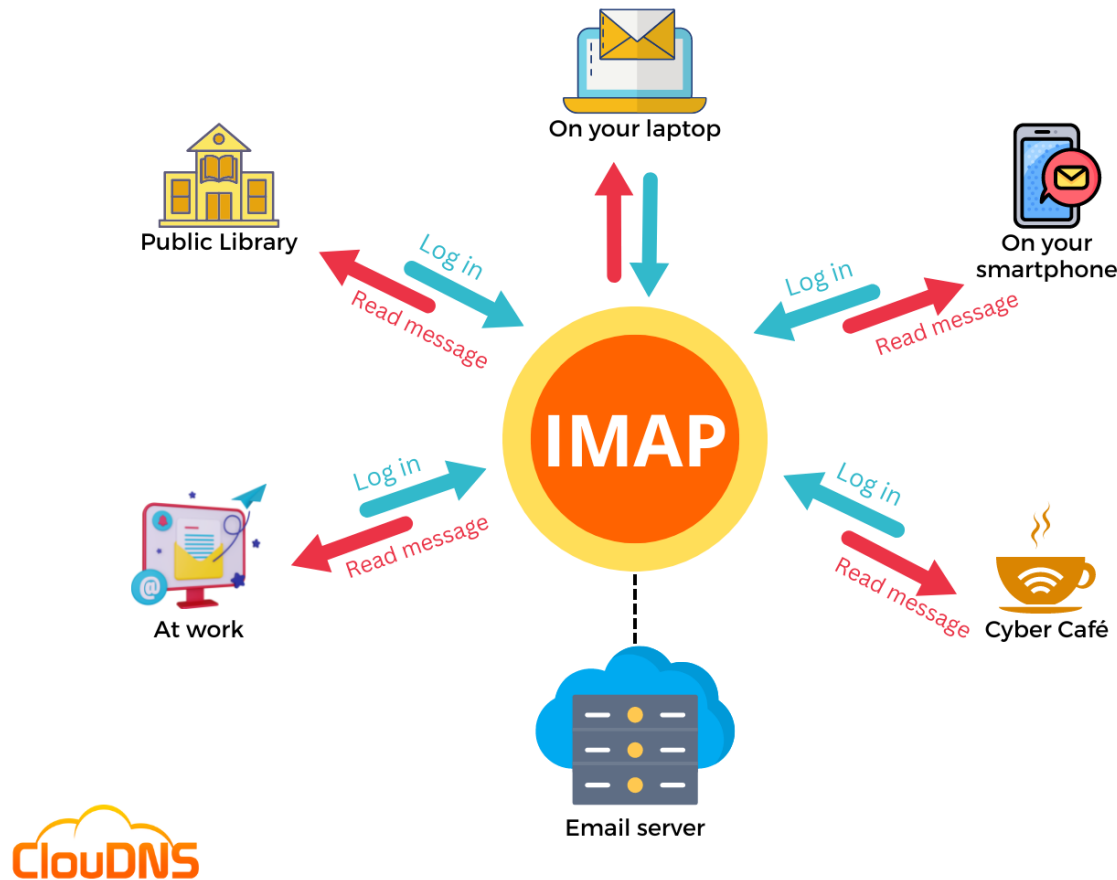 On your laptop
Public Library
On your
smartphone
Log in
Read message
Log in
Read message
IMAP
Log in
Read message
Log in
Read message
@
At work
Cyber Café
Email server
ClouDNS